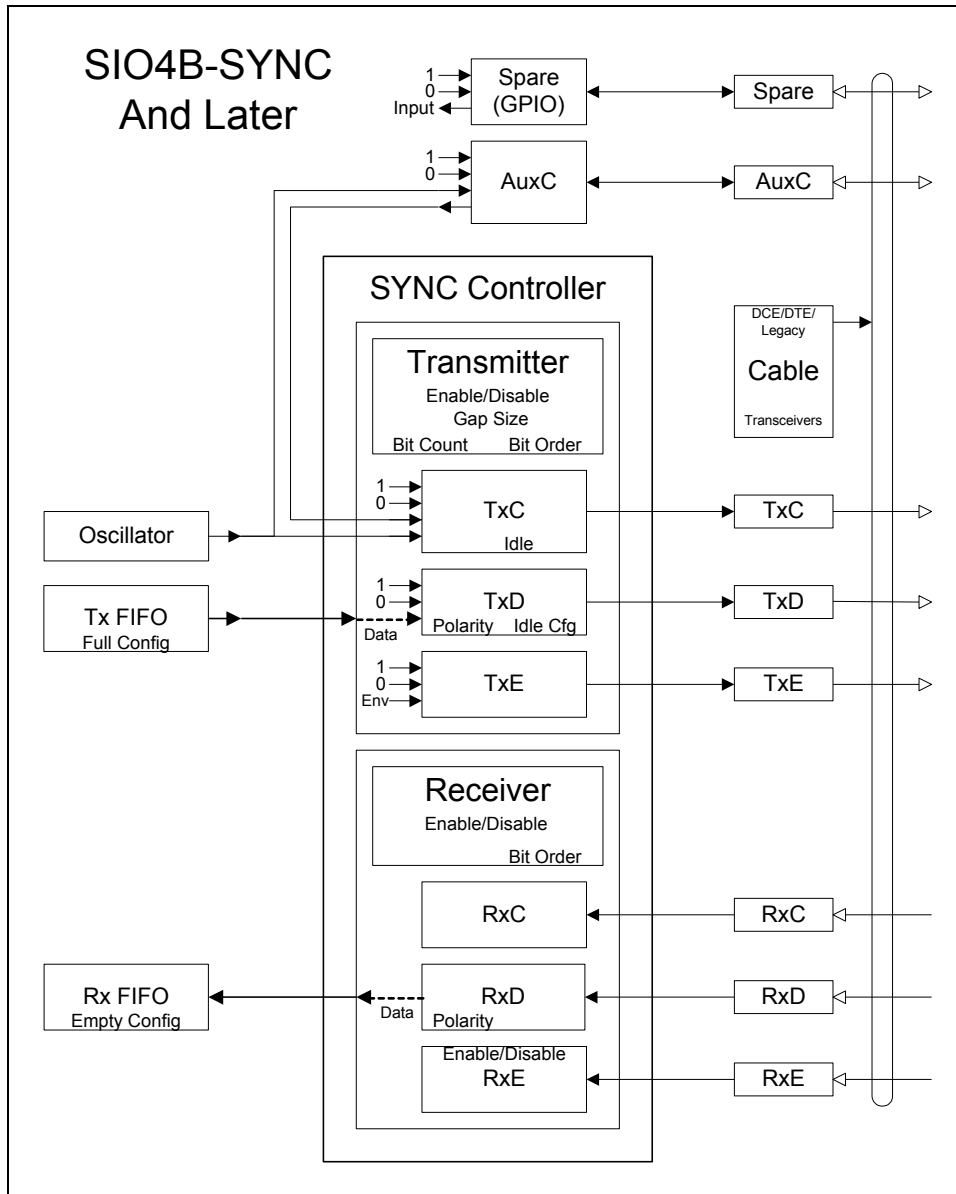 SIO4B-SYNC
And Later
1
0
Input
Spare
(GPIO)
Spare
1
0
AuxC
AuxC
SYNC Controller
DCE/DTE/
Legacy
Cable
Transceivers
Transmitter
Enable/Disable
Gap Size
Bit Count Bit Order
Oscillator
1
0
TxC
Idle
TxC
Tx FIFO
Full Config
Data
1
0
TxD
Polarity Idle Cfg
TxD
1
0
Env
TxE
TxE
Receiver
Enable/Disable
Bit Order
RxC
RxC
Rx FIFO
Empty Config
Data
RxD
Polarity
RxD
Enable/Disable
RxE
RxE